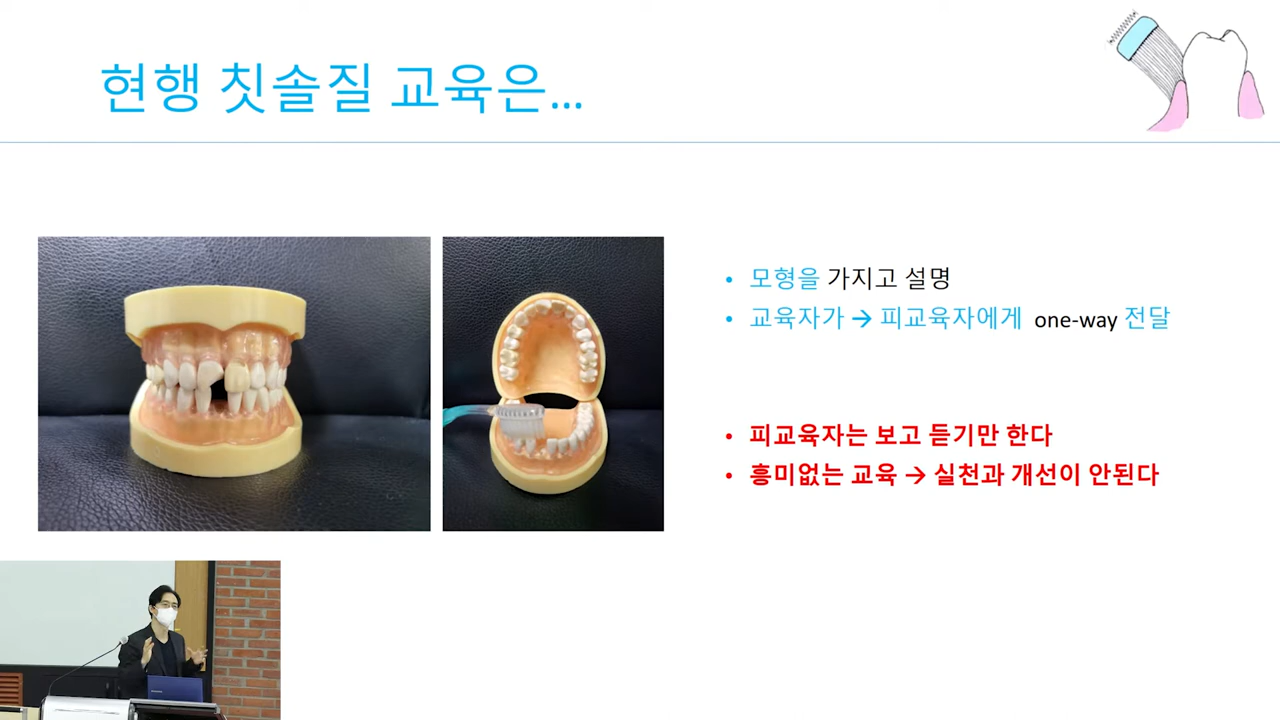 현행 칫솔질 교육은...
• 모형을 가지고 설명
• 교육자가 → 피교육자에게 one-way 전달
• 피교육자는 보고 듣기만 한다
• 흥미없는 교육 → 실천과 개선이 안된다